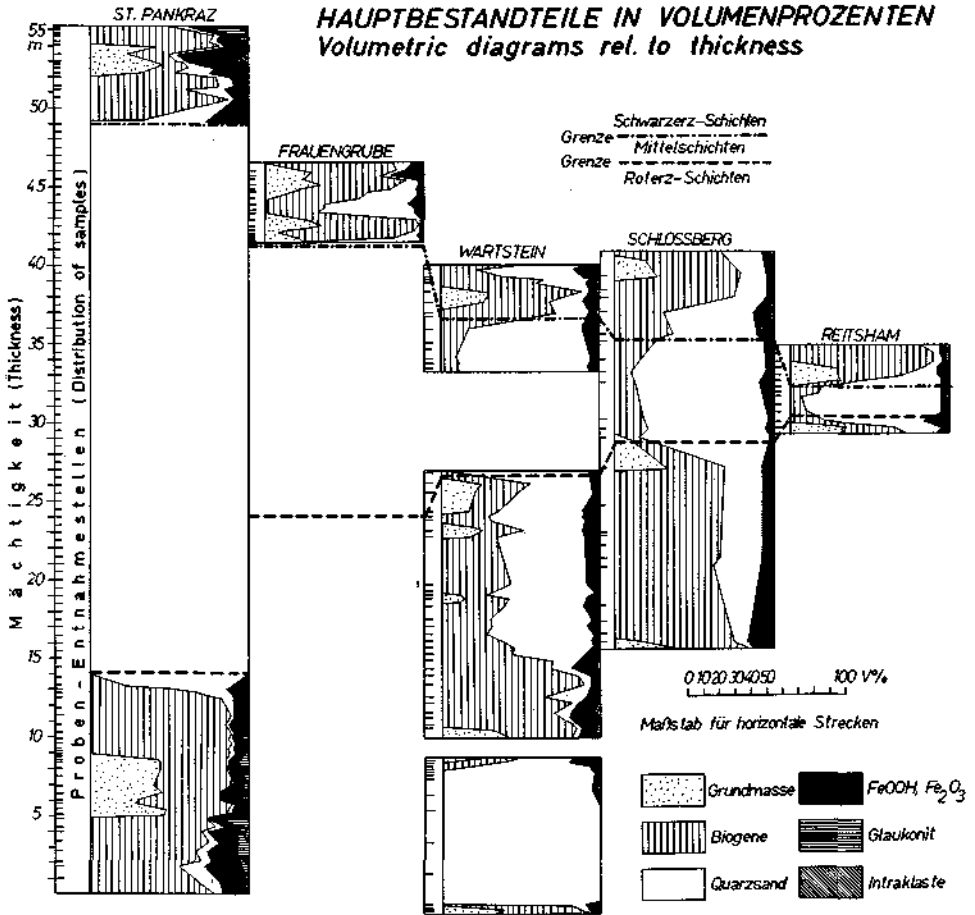 ST. PANKRAZ
HAUPTBESTANDTEILE IN VOLUMENPROZENTEN
Volumetric diagrams rel. to thickness
55
m
50
45
40
35
30
25
20
15
10
5
Mächtigkeit (Thickness)
Proben-Entnahmestellen (Distribution of samples)
Schwarzerz-Schichten
Grenze
Mittelschichten
Grenze
Roterz-Schichten
FRAUENGRUBE
WARTSTEIN
SCHLOSSBERG
REITSHAM
0 10 20 30 40 50 100 V%
Maßstab für horizontale Strecken
Grundmasse
FeOOH, Fe2O3
Biogene
Glaukonit
Quarzsand
Intraklaste